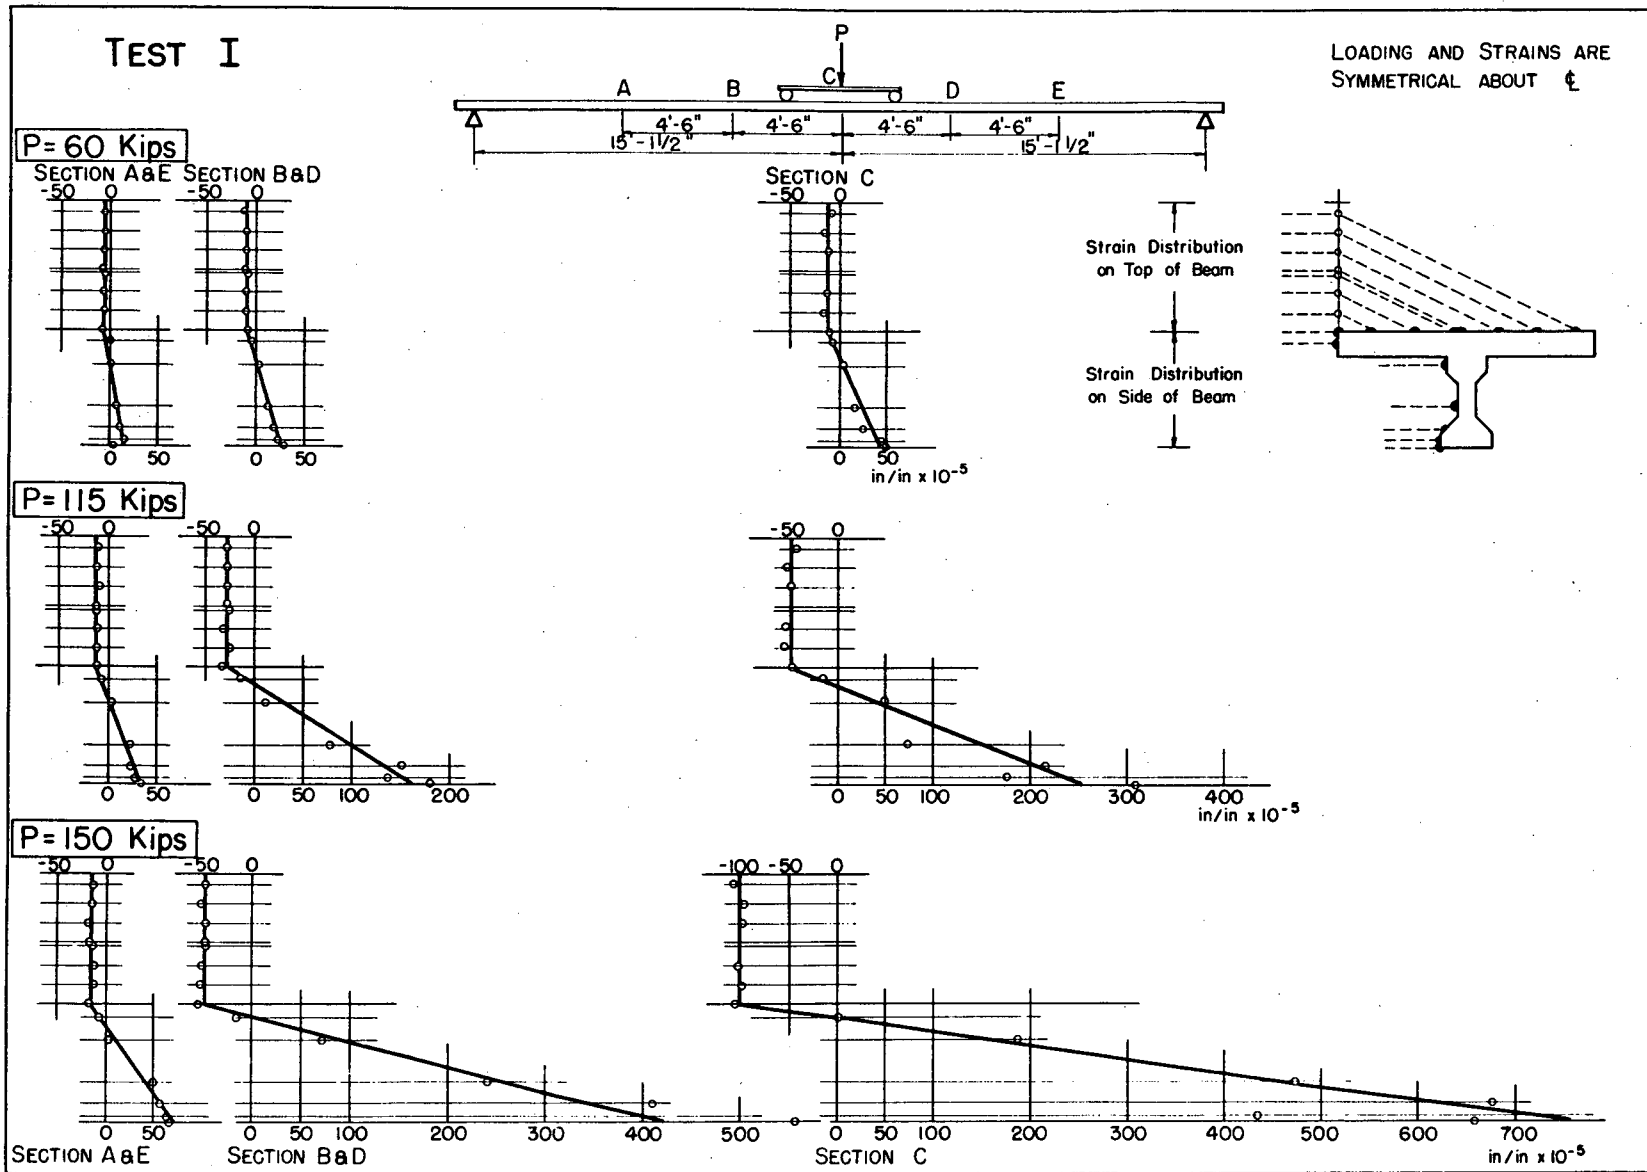 TEST I
P
C
A B D E
4'-6" 4'-6" 4'-6" 4'-6"
15'-1 1/2" 15'-1 1/2"
LOADING AND STRAINS ARE
SYMMETRICAL ABOUT ℄
P=60 Kips
SECTION A&E SECTION B&D SECTION C
-50 0 -50 0 -50 0
Strain Distribution
on Top of Beam
Strain Distribution
on Side of Beam
0 50 0 50 0 50
in/in x 10⁻⁵
P=115 Kips
-50 0 -50 0 -50 0
0 50 0 50 100 200 0 50 100 200 300 400
in/in x 10⁻⁵
P=150 Kips
-50 0 -50 0 -100 -50 0
0 50 0 50 100 200 300 400 500 0 50 100 200 300 400 500 600 700
SECTION A&E SECTION B&D SECTION C in/in x 10⁻⁵